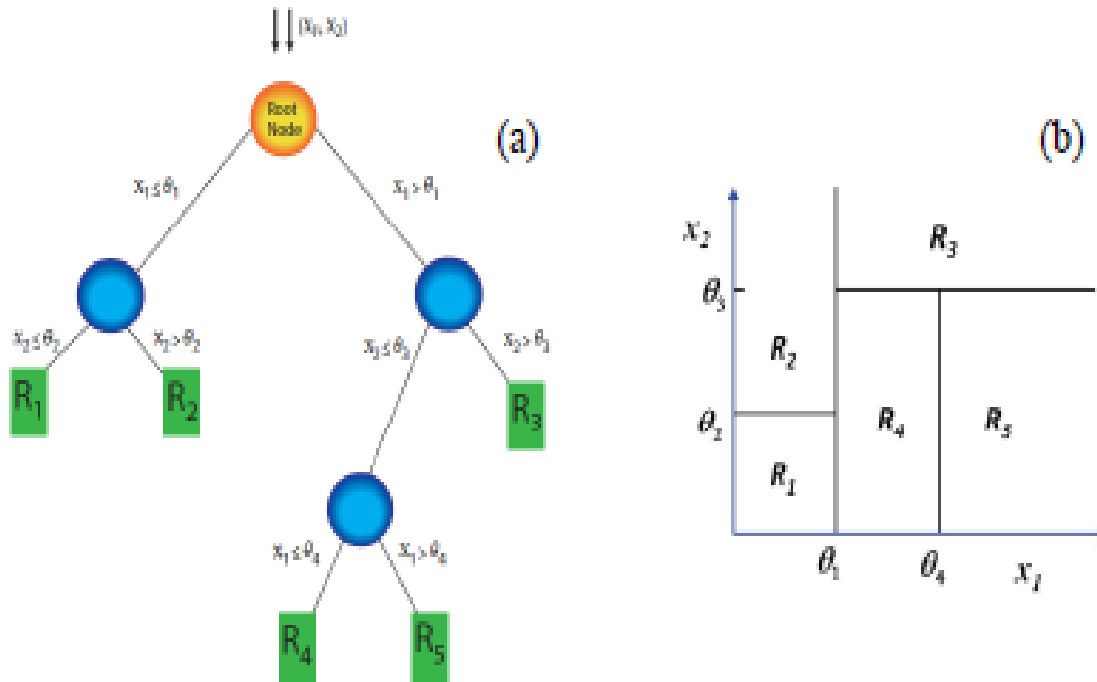 (x₁, x₂)
Root
Node
(a)
(b)
x₁ ≤ θ₁
x₁ > θ₁
x₂ ≤ θ₂
x₂ > θ₂
x₂ ≤ θ₃
x₂ > θ₃
R₁
R₂
R₃
x₁ ≤ θ₄
x₁ > θ₄
R₄
R₅
x₂
R₃
θ₃
R₂
θ₂
R₄
R₅
R₁
θ₁
θ₄
x₁